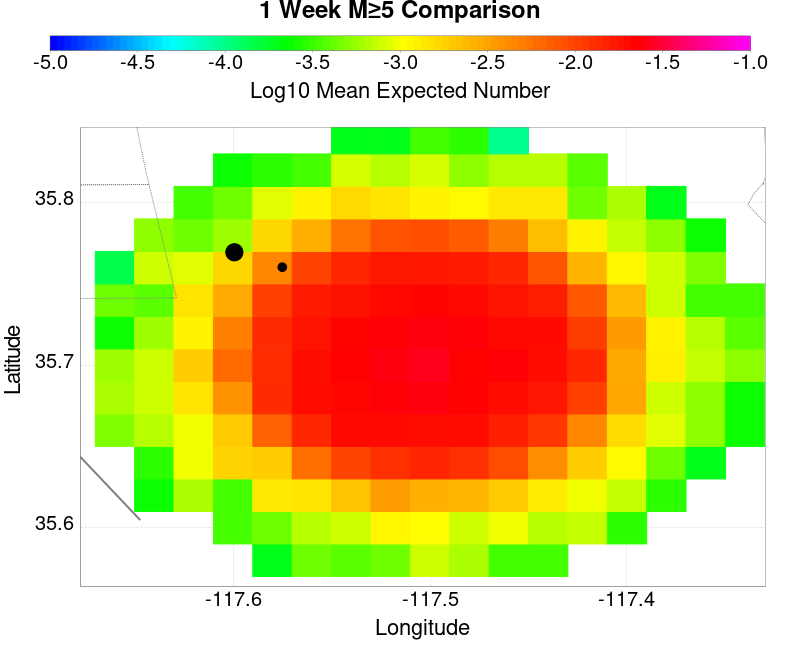 1 Week M≥5 Comparison
-5.0 -4.5 -4.0 -3.5 -3.0 -2.5 -2.0 -1.5 -1.0
Log10 Mean Expected Number
35.8
35.7
35.6
Latitude
-117.6 -117.5 -117.4
Longitude